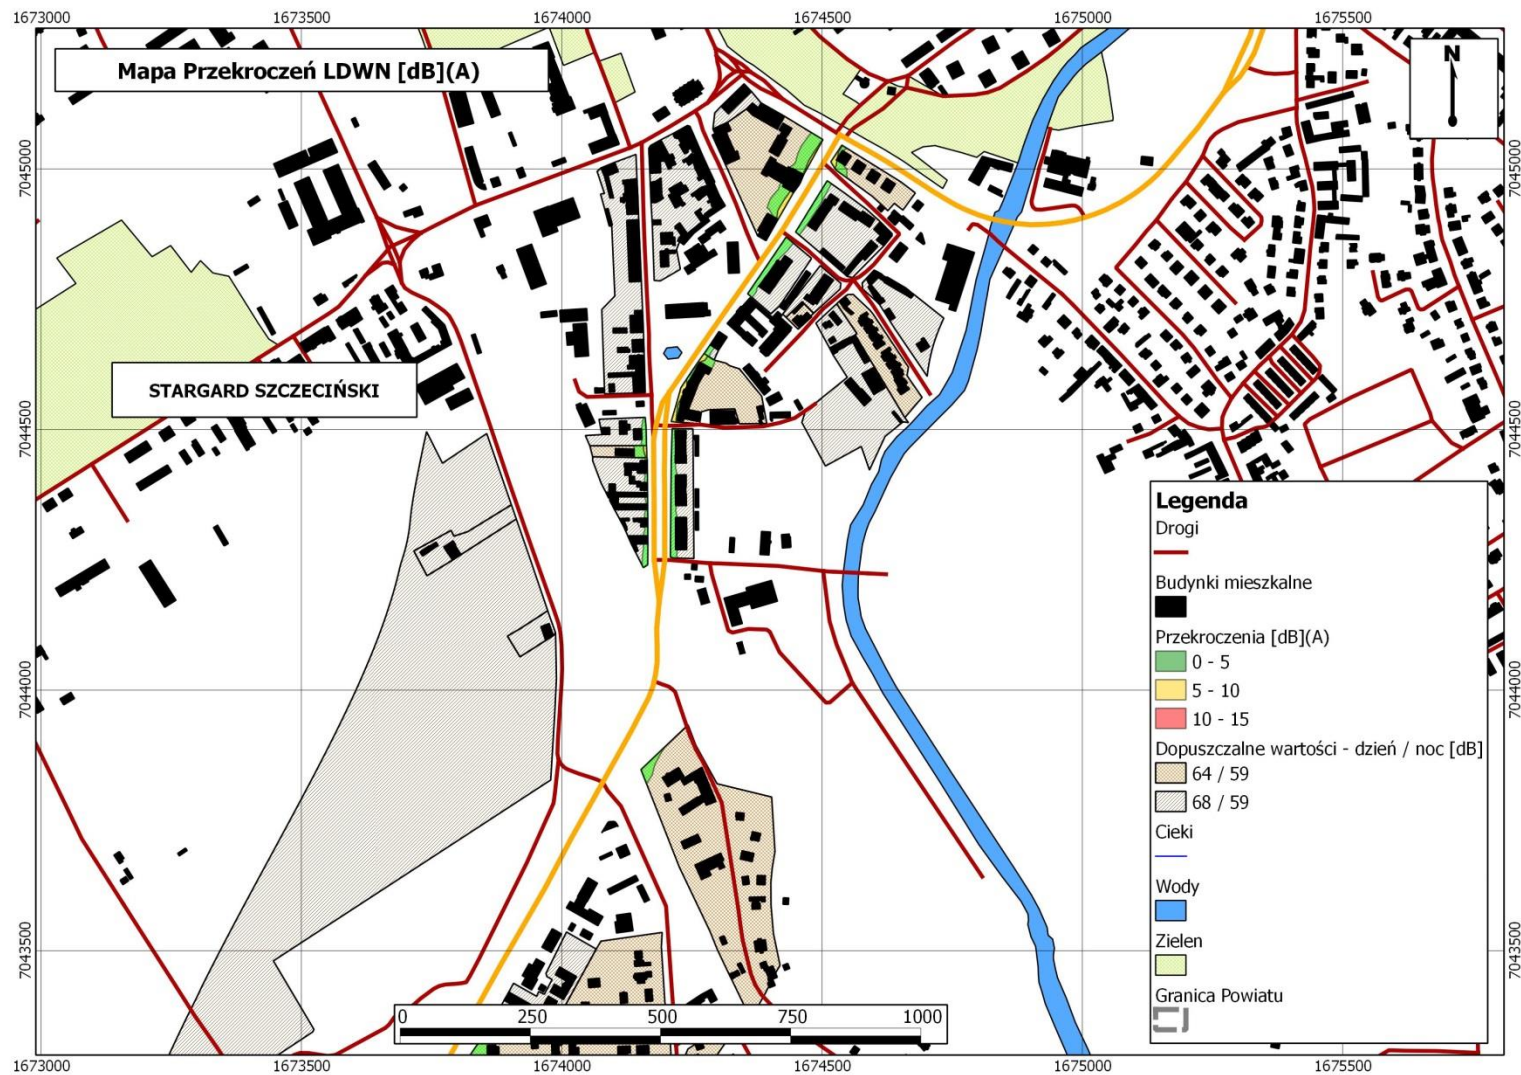 1673000 1673500 1674000 1674500 1675000 1675500
Mapa Przekroczeń LDWN [dB](A)
N
7045000 7045000
STARGARD SZCZECIŃSKI
7044500 7044500
Legenda
Drogi
Budynki mieszkalne
Przekroczenia [dB](A)
0 - 5
5 - 10
10 - 15
Dopuszczalne wartości - dzień / noc [dB]
64 / 59
68 / 59
Cieki
Wody
Zielen
Granica Powiatu
7044000 7044000
7043500 7043500
0 250 500 750 1000
1673000 1673500 1674000 1674500 1675000 1675500